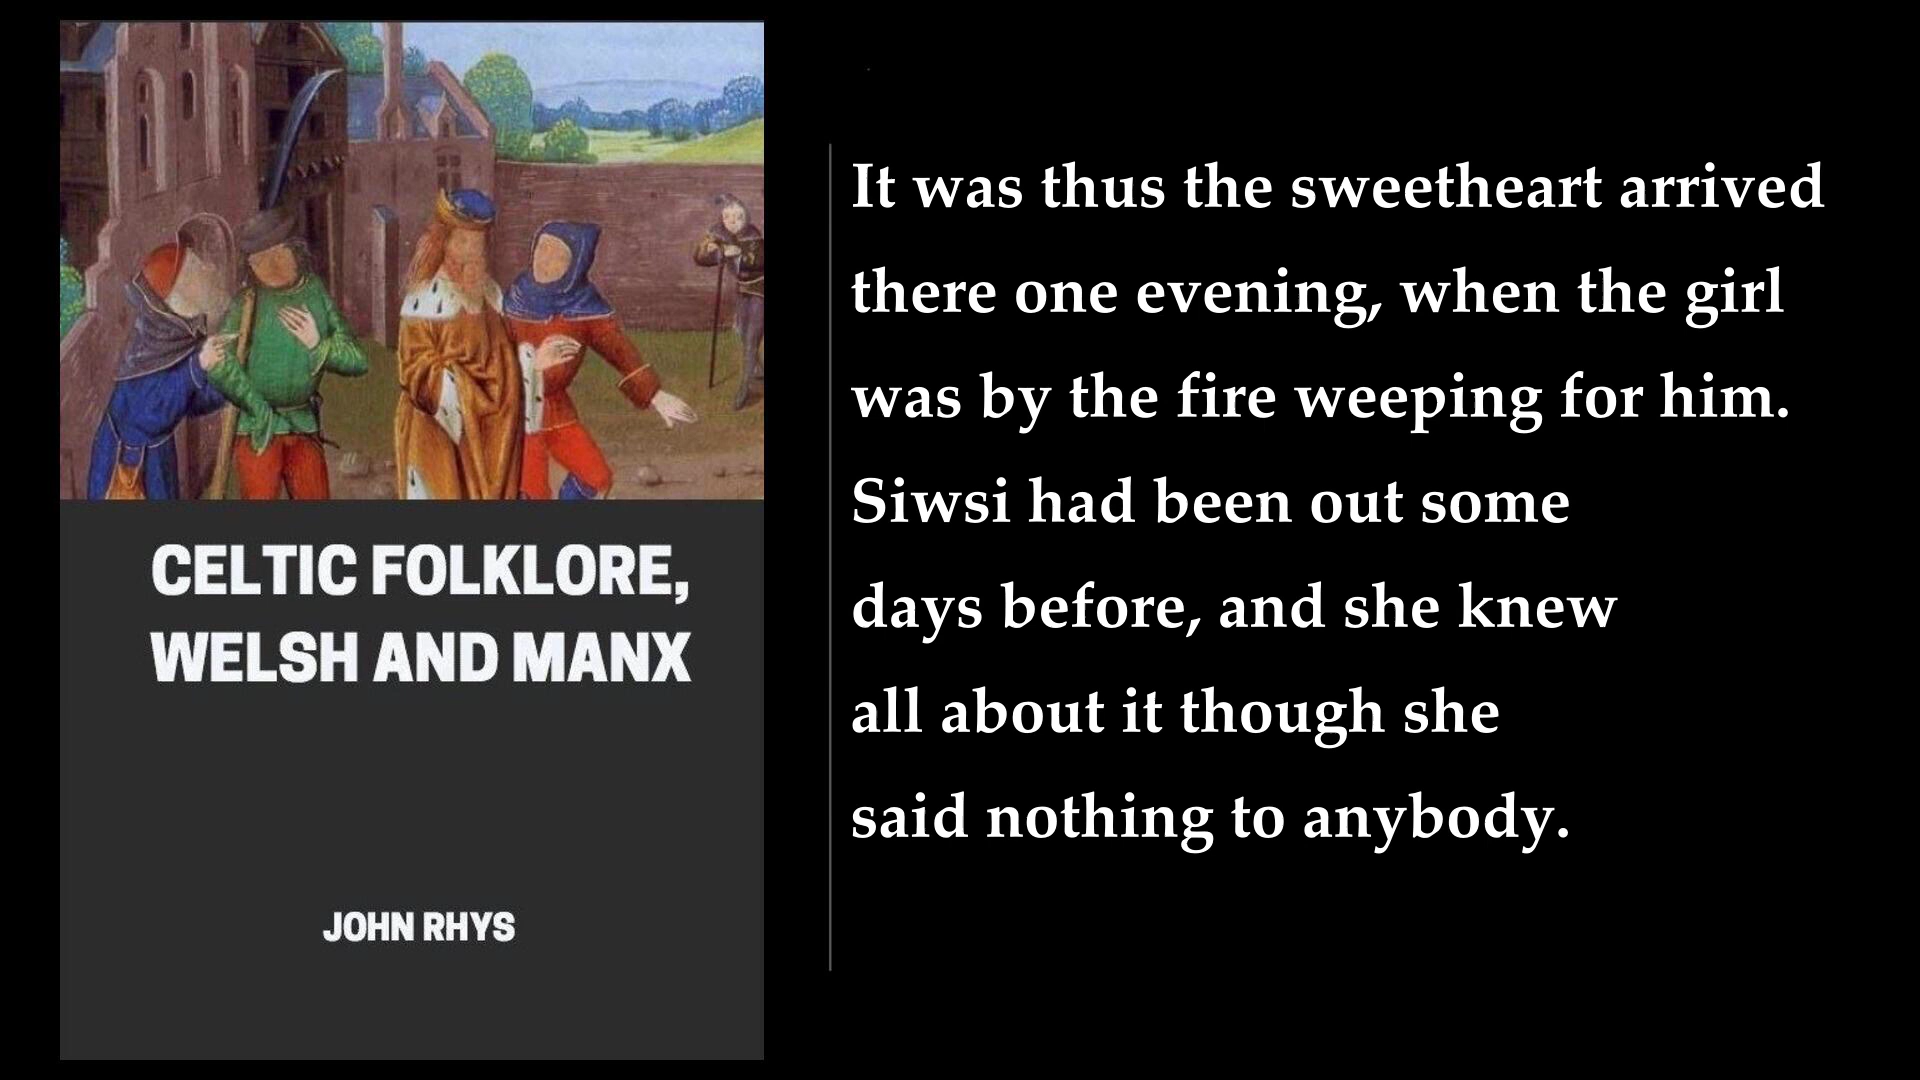 CELTIC FOLKLORE,
WELSH AND MANX
JOHN RHYS
It was thus the sweetheart arrived
there one evening, when the girl
was by the fire weeping for him.
Siwsi had been out some
days before, and she knew
all about it though she
said nothing to anybody.